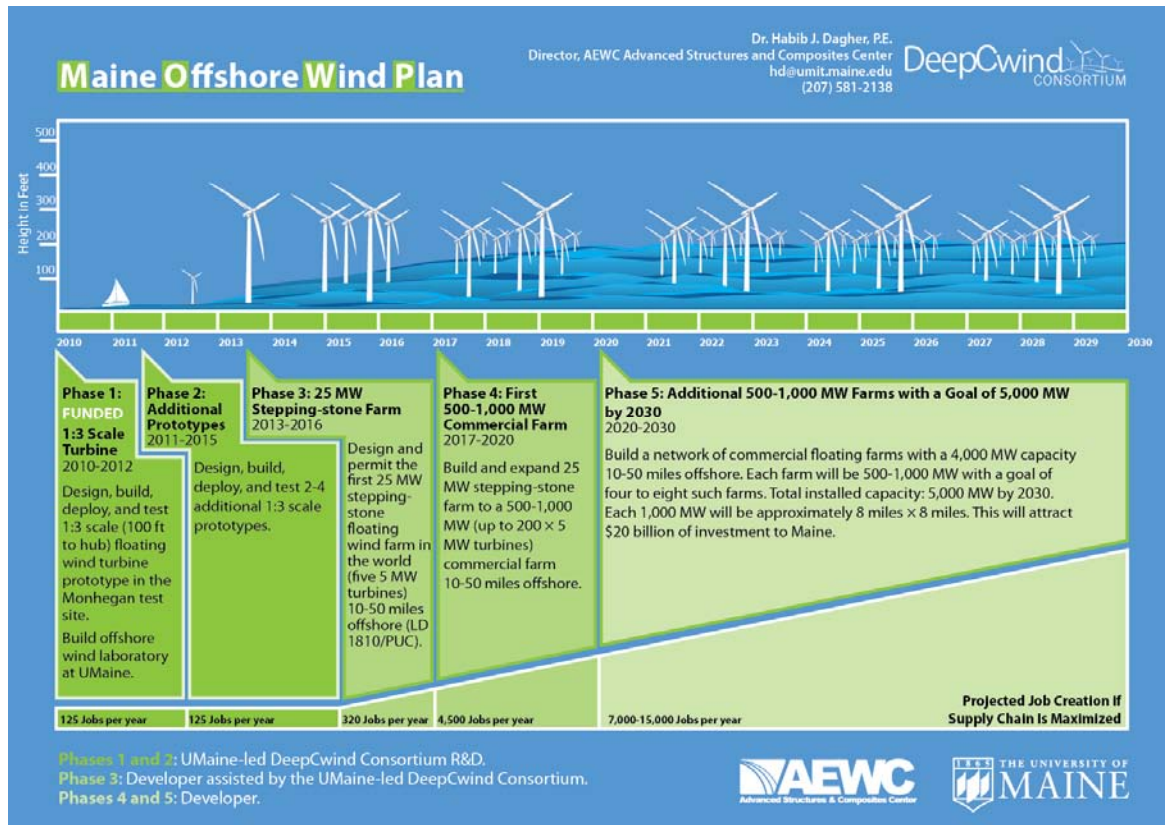 Maine Offshore Wind Plan
Dr. Habib J. Dagher, P.E.
Director, AEWC Advanced Structures and Composites Center
hd@umit.maine.edu
(207) 581-2138
DeepCwind
CONSORTIUM
Height in Feet
500
400
300
200
100
2010 2011 2012 2013 2014 2015 2016 2017 2018 2019 2020 2021 2022 2023 2024 2025 2026 2027 2028 2029 2030
Phase 1:
FUNDED
1:3 Scale
Turbine
2010-2012
Design, build,
deploy, and test
1:3 scale (100 ft
to hub) floating
wind turbine
prototype in the
Monhegan test
site.
Build offshore
wind laboratory
at UMaine.
Phase 2:
Additional
Prototypes
2011-2015
Design, build,
deploy, and test 2-4
additional 1:3 scale
prototypes.
Phase 3: 25 MW
Stepping-stone Farm
2013-2016
Design and
permit the
first 25 MW
stepping-
stone
floating
wind farm in
the world
(five 5 MW
turbines)
10-50 miles
offshore (LD
1810/PUC).
Phase 4: First
500-1,000 MW
Commercial Farm
2017-2020
Build and expand 25
MW stepping-stone
farm to a 500-1,000
MW (up to 200 × 5
MW turbines)
commercial farm
10-50 miles offshore.
Phase 5: Additional 500-1,000 MW Farms with a Goal of 5,000 MW
by 2030
2020-2030
Build a network of commercial floating farms with a 4,000 MW capacity
10-50 miles offshore. Each farm will be 500-1,000 MW with a goal of
four to eight such farms. Total installed capacity: 5,000 MW by 2030.
Each 1,000 MW will be approximately 8 miles × 8 miles. This will attract
$20 billion of investment to Maine.
125 Jobs per year
125 Jobs per year
320 Jobs per year
4,500 Jobs per year
7,000-15,000 Jobs per year
Projected Job Creation if
Supply Chain Is Maximized
Phases 1 and 2: UMaine-led DeepCwind Consortium R&D.
Phase 3: Developer assisted by the UMaine-led DeepCwind Consortium.
Phases 4 and 5: Developer.
AEWC
Advanced Structures & Composites Center
1865
THE UNIVERSITY OF
MAINE